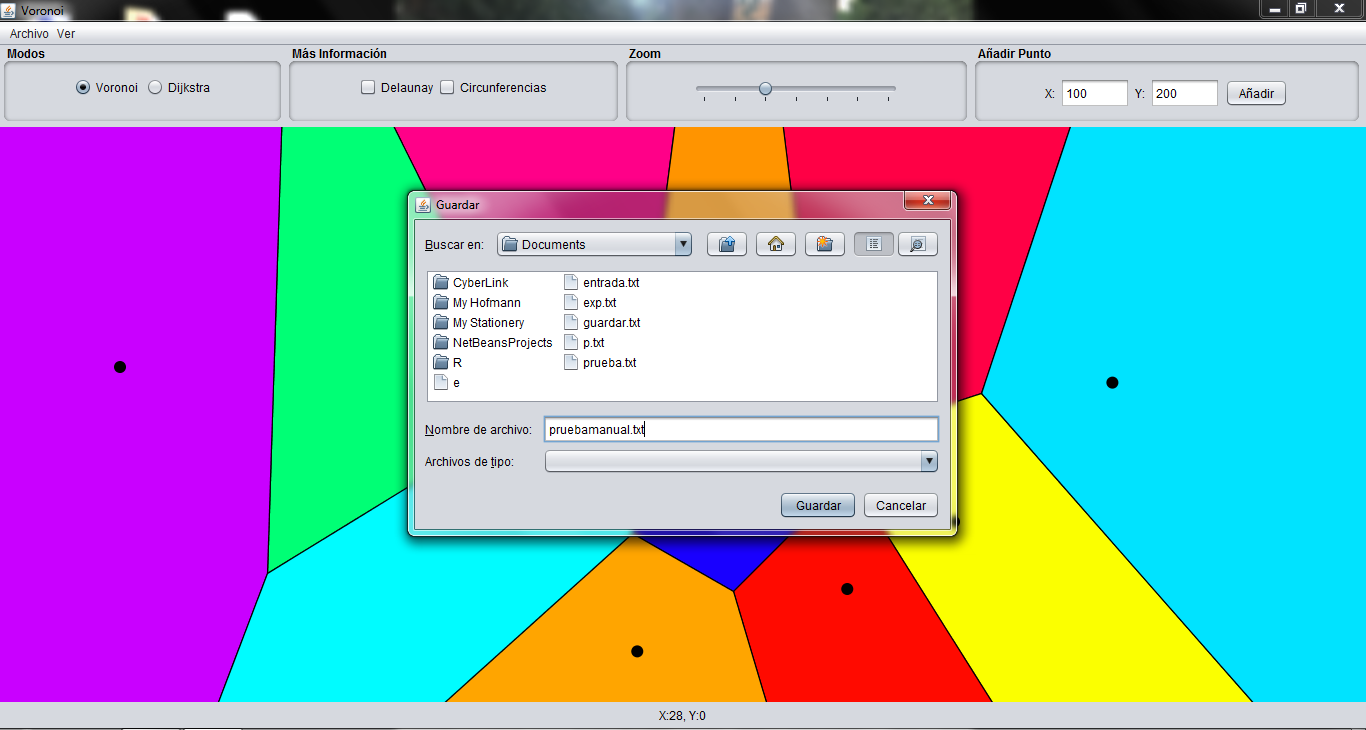 Voronoi
Archivo Ver
Modos
Más Información
Zoom
Añadir Punto
Voronoi Dijkstra
Delaunay Circunferencias
X: 100 Y: 200 Añadir
Guardar
Buscar en: Documents
CyberLink
My Hofmann
My Stationery
NetBeansProjects
R
e
entrada.txt
exp.txt
guardar.txt
p.txt
prueba.txt
Nombre de archivo: pruebamanual.txt
Archivos de tipo:
Guardar Cancelar
X:28, Y:0